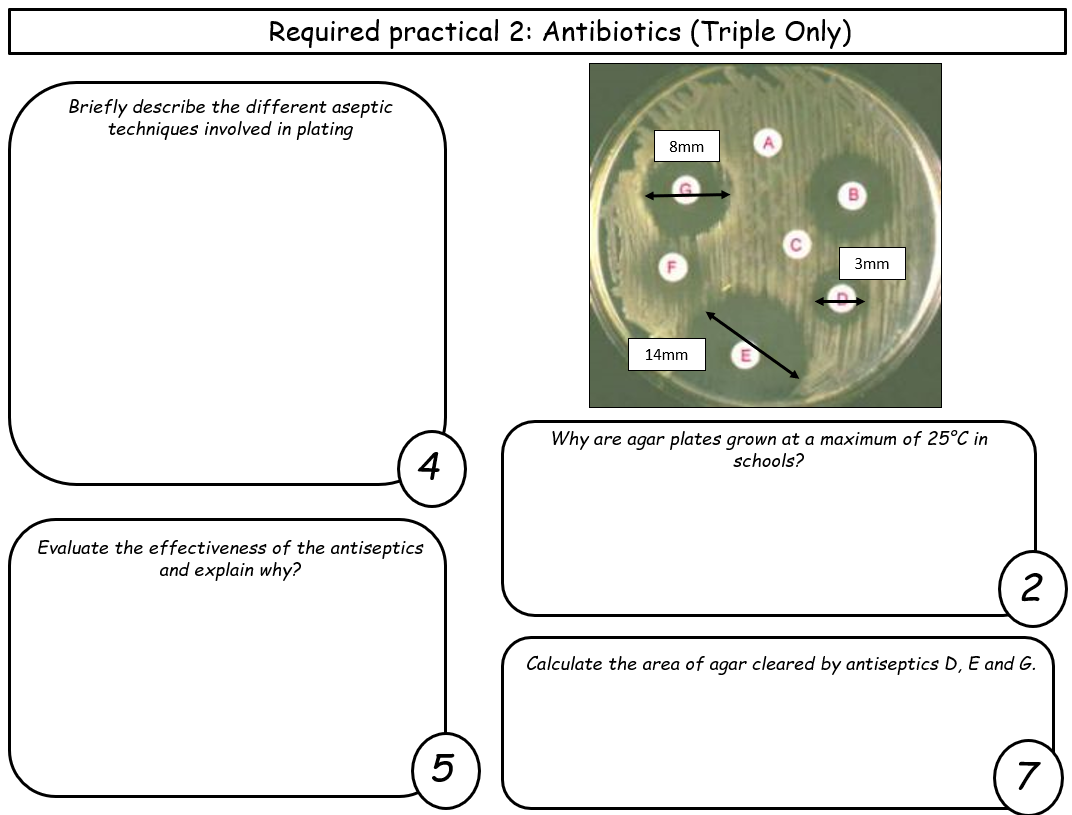 Required practical 2: Antibiotics (Triple Only)
Briefly describe the different aseptic
techniques involved in plating
4
A
8mm
G
B
C
F
3mm
D
14mm
E
Why are agar plates grown at a maximum of 25°C in
schools?
2
Evaluate the effectiveness of the antiseptics
and explain why?
5
Calculate the area of agar cleared by antiseptics D, E and G.
7